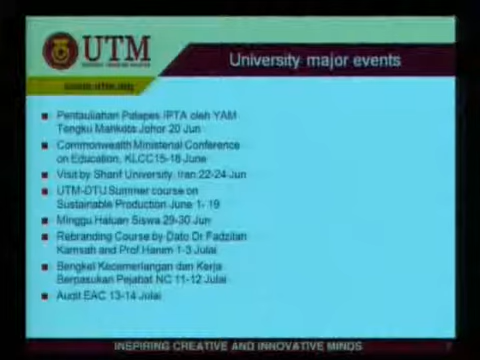 UTM
University major events
Pentauliahan Palapes IPTA oleh YAM
Tengku Mahkota Johor 20 Jun
Commonwealth Ministerial Conference
on Education, KLCC15-18 June
Visit by Sharif University, Iran 22-24 Jun
UTM-DTU Summer course on
Sustainable Production June 1- 19
Minggu Haluan Siswa 29-30 Jun
Rebranding Course by Dato Dr Fadzilah
Kamsah and Prof Hanim 1-3 Julai
Bengkel Kecemerlangan dan Kerja
Berpasukan Pejabat NC 11-12 Julai
Audit EAC 13-14 Julai
INSPIRING CREATIVE AND INNOVATIVE MINDS